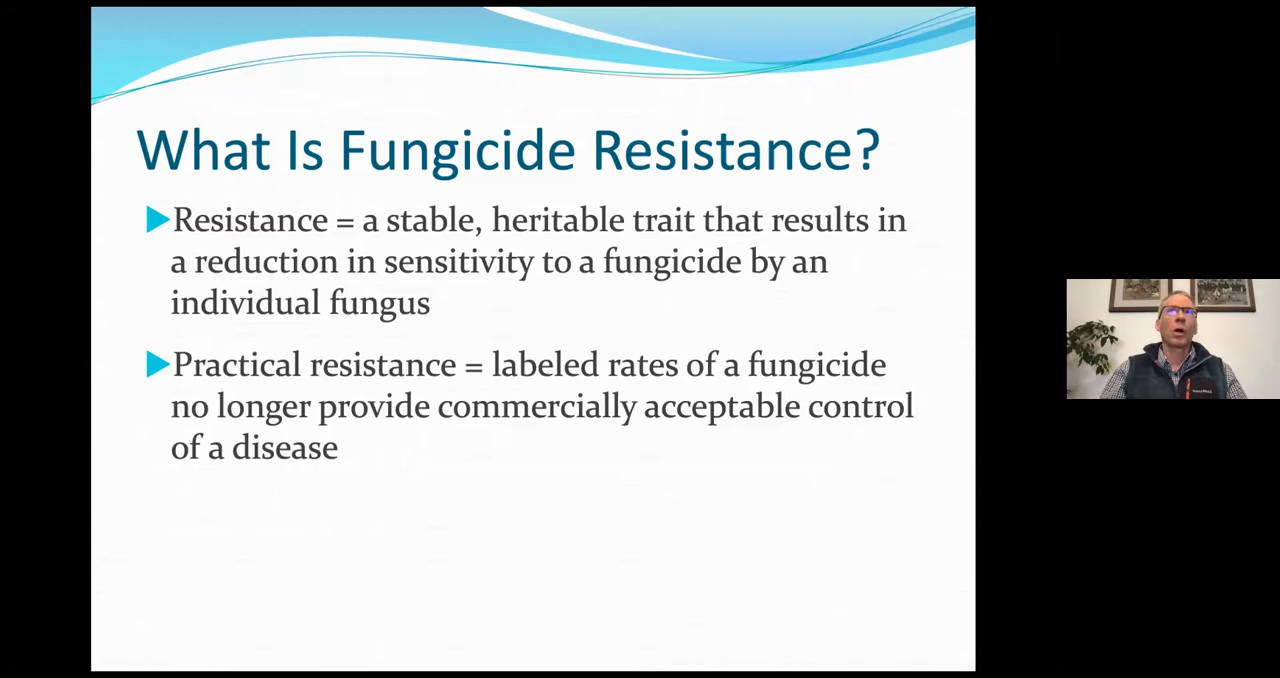 What Is Fungicide Resistance?
Resistance = a stable, heritable trait that results in
a reduction in sensitivity to a fungicide by an
individual fungus
Practical resistance = labeled rates of a fungicide
no longer provide commercially acceptable control
of a disease